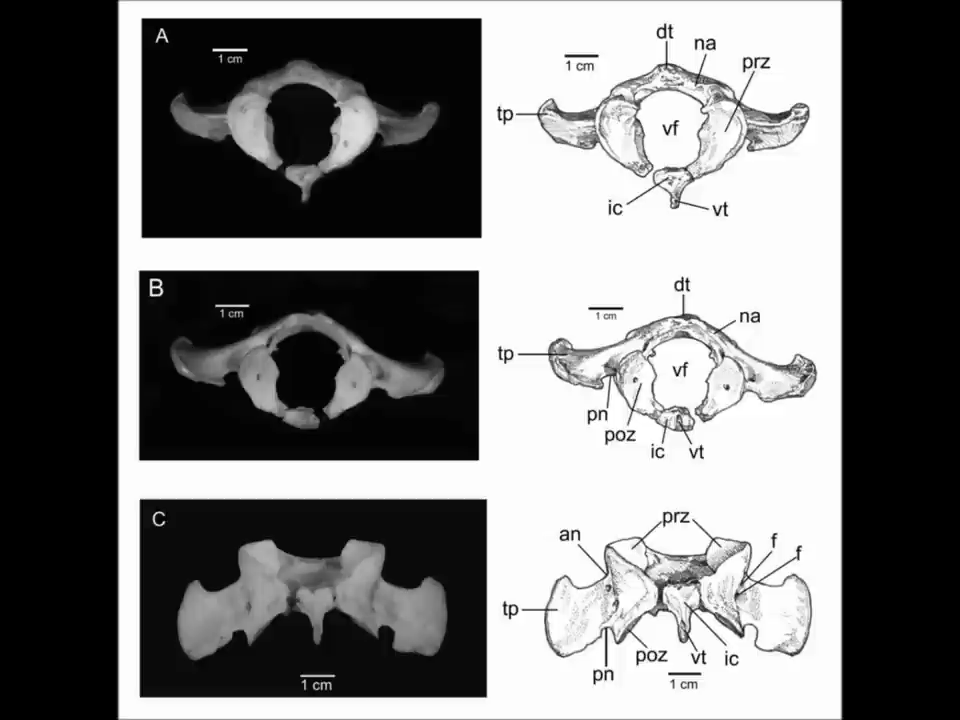 A
1 cm
1 cm
dt
na
prz
tp
vf
ic
vt
B
1 cm
1 cm
dt
na
tp
vf
pn
poz
ic
vt
C
prz
an
f
f
tp
poz
vt
ic
pn
1 cm
1 cm